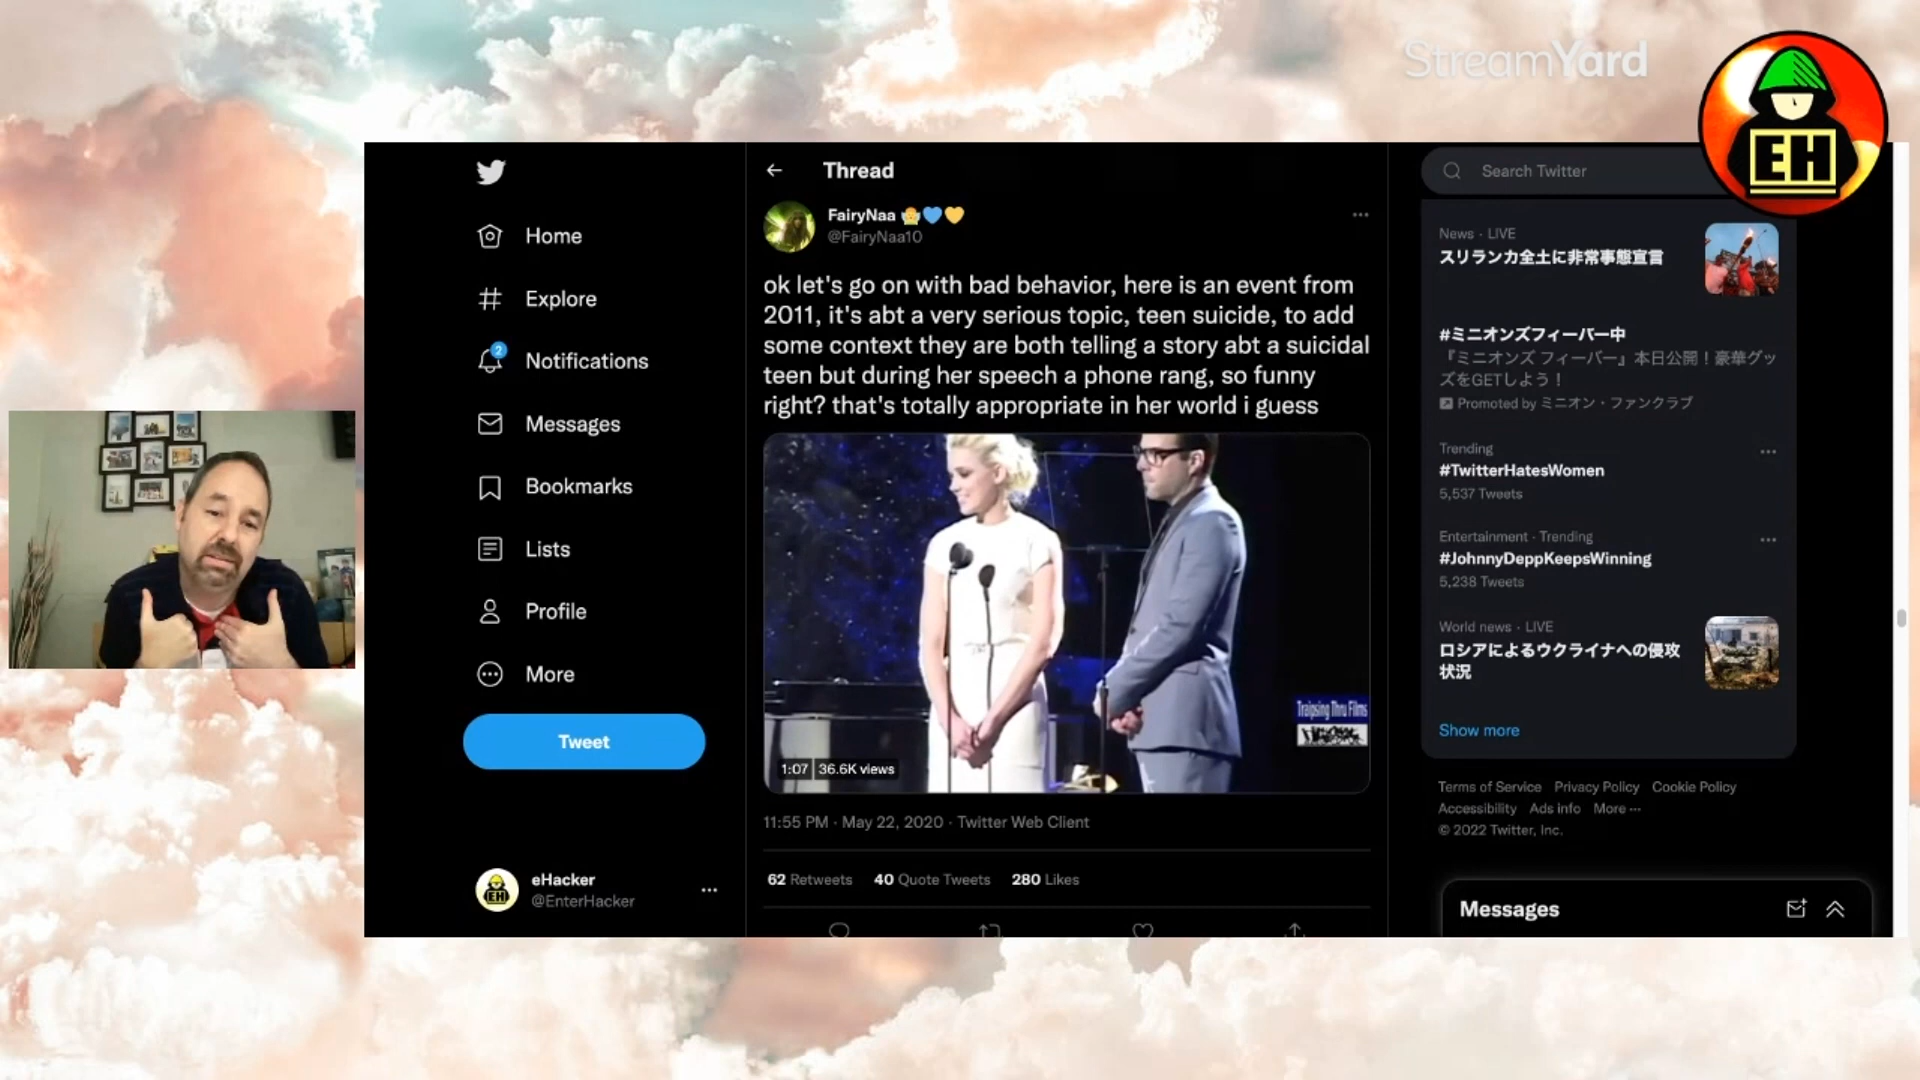 StreamYard
EH
Home
Explore
2
Notifications
Messages
Bookmarks
Lists
Profile
More
Tweet
eHacker
@EnterHacker
Thread
FairyNaa
@FairyNaa10
ok let's go on with bad behavior, here is an event from
2011, it's abt a very serious topic, teen suicide, to add
some context they are both telling a story abt a suicidal
teen but during her speech a phone rang, so funny
right? that's totally appropriate in her world i guess
Traipsing Thru Films
1:07 36.6K views
11:55 PM · May 22, 2020 · Twitter Web Client
62 Retweets 40 Quote Tweets 280 Likes
Search Twitter
News · LIVE
スリランカ全土に非常事態宣言
#ミニオンズフィーバー中
『ミニオンズ フィーバー』本日公開！豪華グッ
ズをGETしよう！
Promoted by ミニオン・ファンクラブ
Trending
#TwitterHatesWomen
5,537 Tweets
Entertainment · Trending
#JohnnyDeppKeepsWinning
5,238 Tweets
World news · LIVE
ロシアによるウクライナへの侵攻
状況
Show more
Terms of Service Privacy Policy Cookie Policy
Accessibility Ads info More ···
© 2022 Twitter, Inc.
Messages